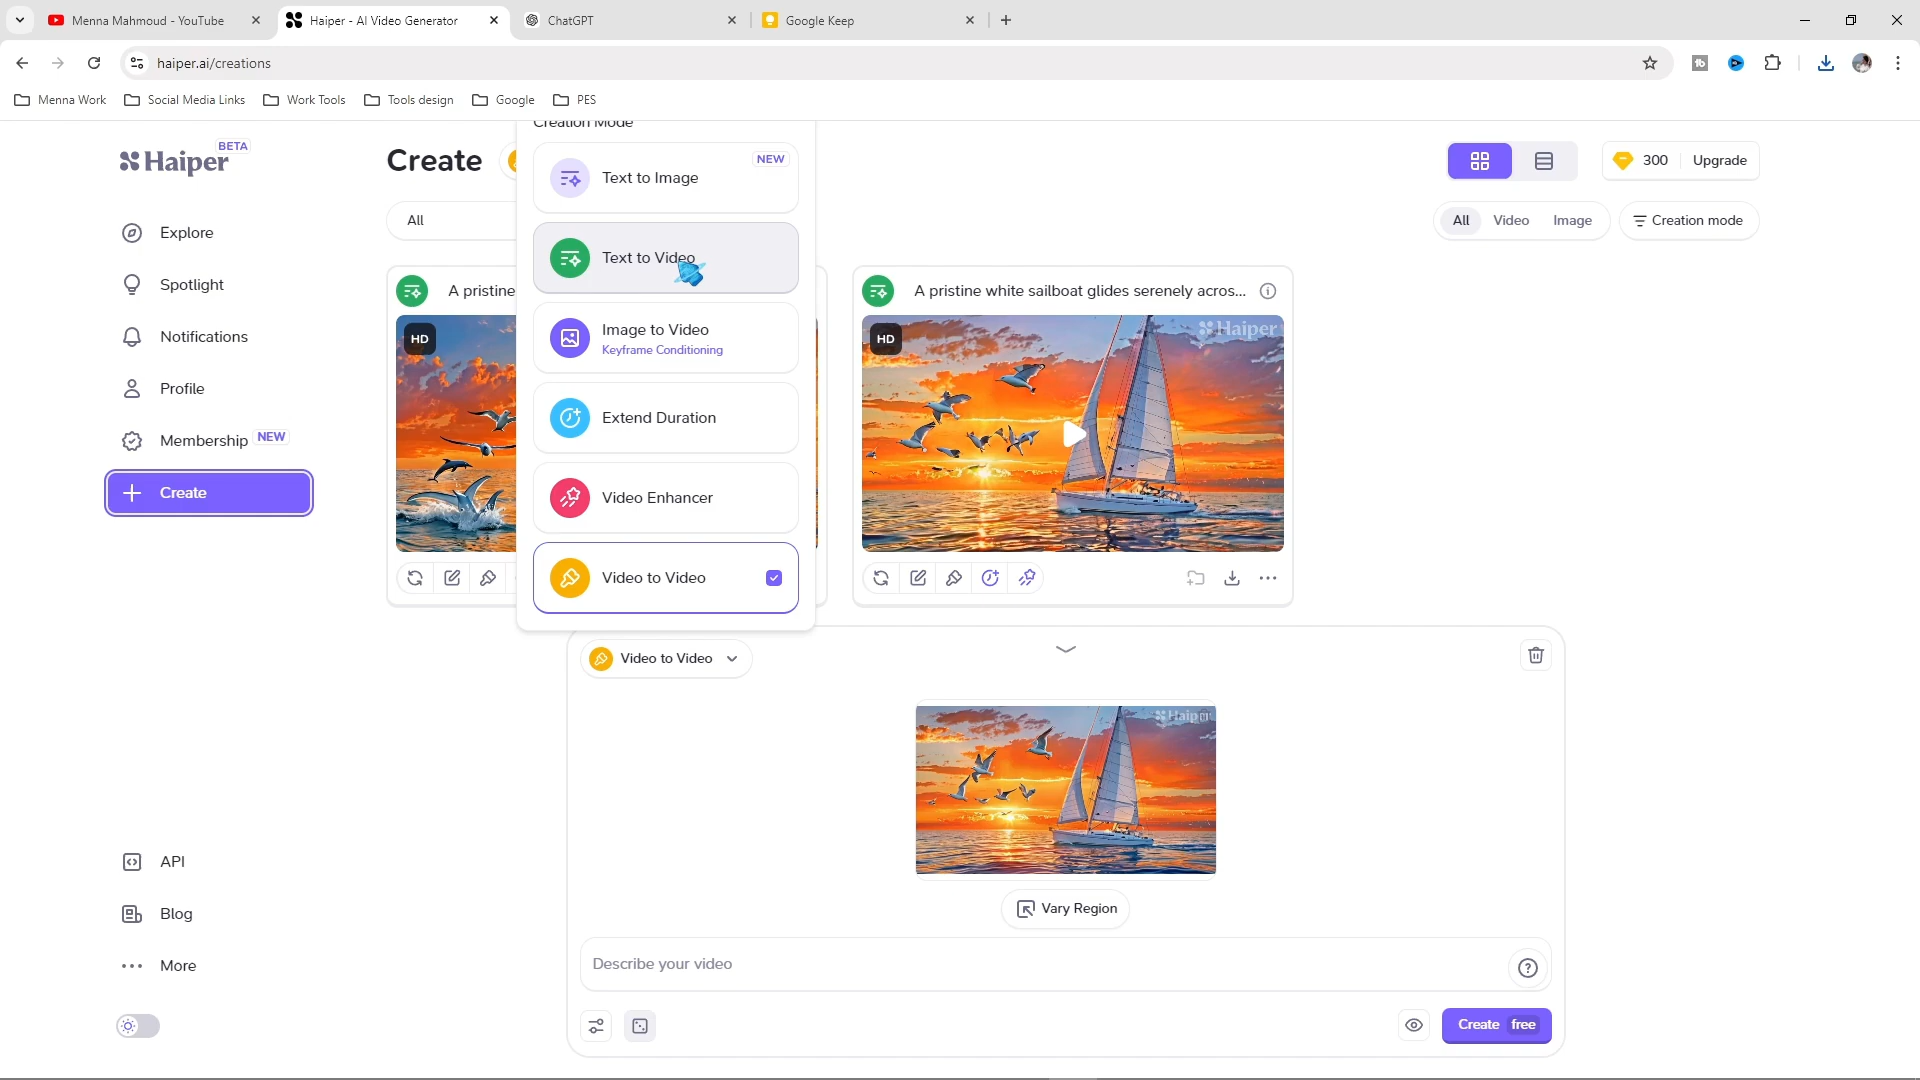 Menna Mahmoud - YouTube
Haiper - AI Video Generator
ChatGPT
Google Keep
haiper.ai/creations
Menna Work
Social Media Links
Work Tools
Tools design
Google
PES
Haiper
BETA
Explore
Spotlight
Notifications
Profile
Membership NEW
Create
API
Blog
More
Create
300
Upgrade
All
All
Video
Image
Creation mode
Creation Mode
Text to Image
NEW
Text to Video
Image to Video
Keyframe Conditioning
Extend Duration
Video Enhancer
Video to Video
A pristine
HD
A pristine white sailboat glides serenely acros...
HD
Haiper
Video to Video
Haiper
Vary Region
Describe your video
Create free